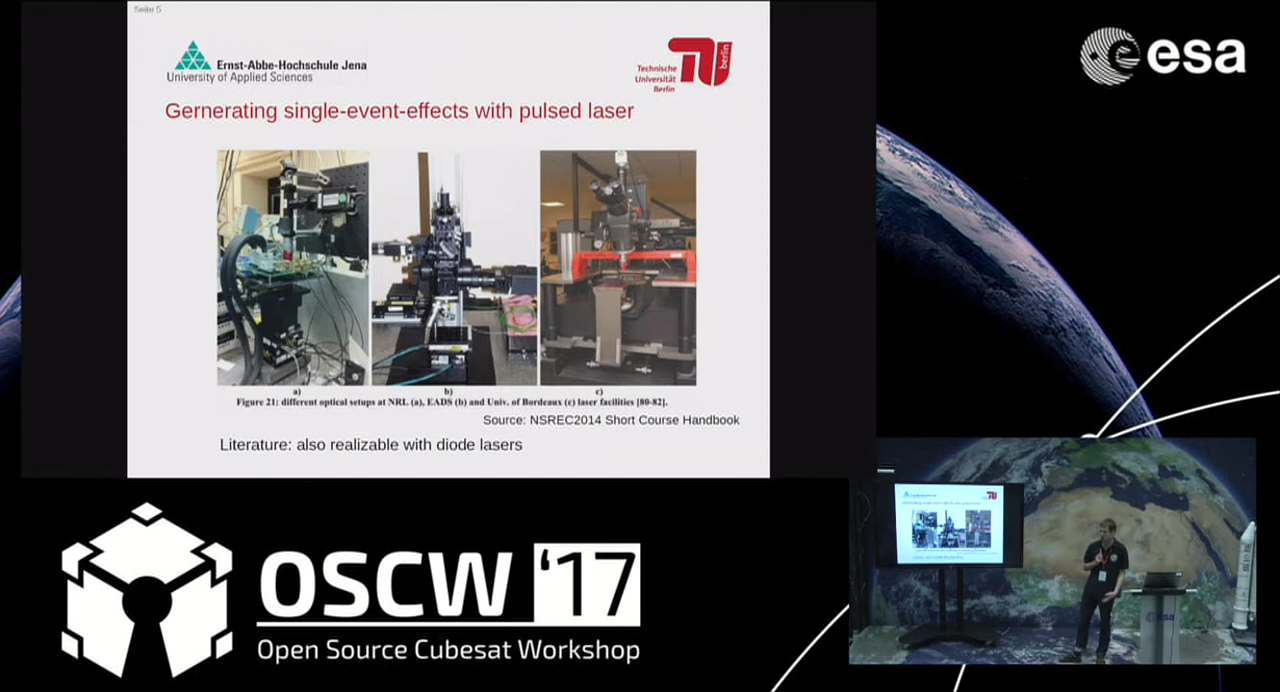 Seite 5
Ernst-Abbe-Hochschule Jena
University of Applied Sciences
Technische
Universität
Berlin
berlin
Gernerating single-event-effects with pulsed laser
a) b) c)
Figure 21: different optical setups at NRL (a), EADS (b) and Univ. of Bordeaux (c) laser facilities [80-82].
Source: NSREC2014 Short Course Handbook
Literature: also realizable with diode lasers
esa
OSCW '17
Open Source Cubesat Workshop
esa